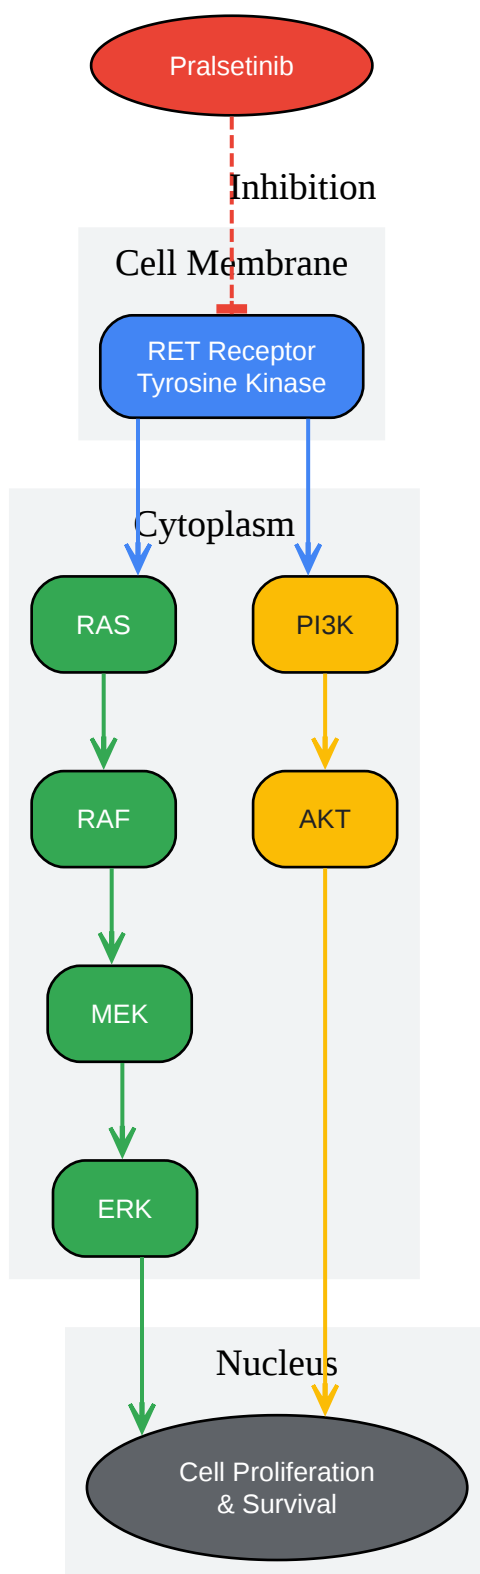 Pralsetinib
Inhibition
Cell Membrane
RET Receptor
Tyrosine Kinase
Cytoplasm
RAS
PI3K
RAF
AKT
MEK
ERK
Nucleus
Cell Proliferation
& Survival